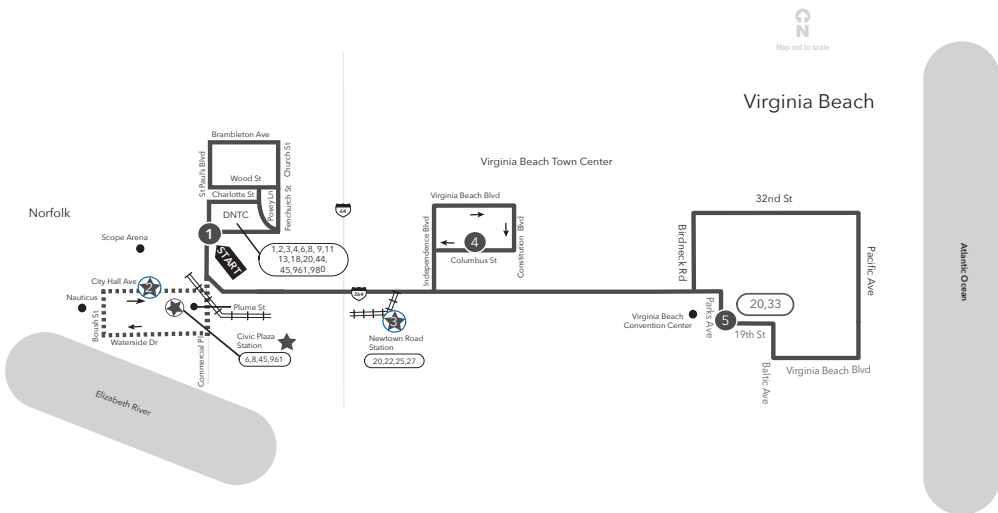 N
Map not to scale
Virginia Beach
Brambleton Ave
St Paul's Blvd
Church St
Wood St
Charlotte St
Posey Ln
Fenchurch St
DNTC
1
START
1,2,3,4,6,8, 9,11
13,18,20,44,
45,961,980
Norfolk
Scope Arena
City Hall Ave
2
Nauticus
Boush St
Waterside Dr
Plume St
Commercial Pl
Civic Plaza
Station
6,8,45,961
Elizabeth River
64
264
3
Newtown Road
Station
20,22,25,27
Virginia Beach Town Center
Virginia Beach Blvd
Independence Blvd
Constitution Blvd
4
Columbus St
32nd St
Birdneck Rd
Pacific Ave
Parks Ave
20,33
5
19th St
Virginia Beach
Convention Center
Baltic Ave
Virginia Beach Blvd
Atlantic Ocean